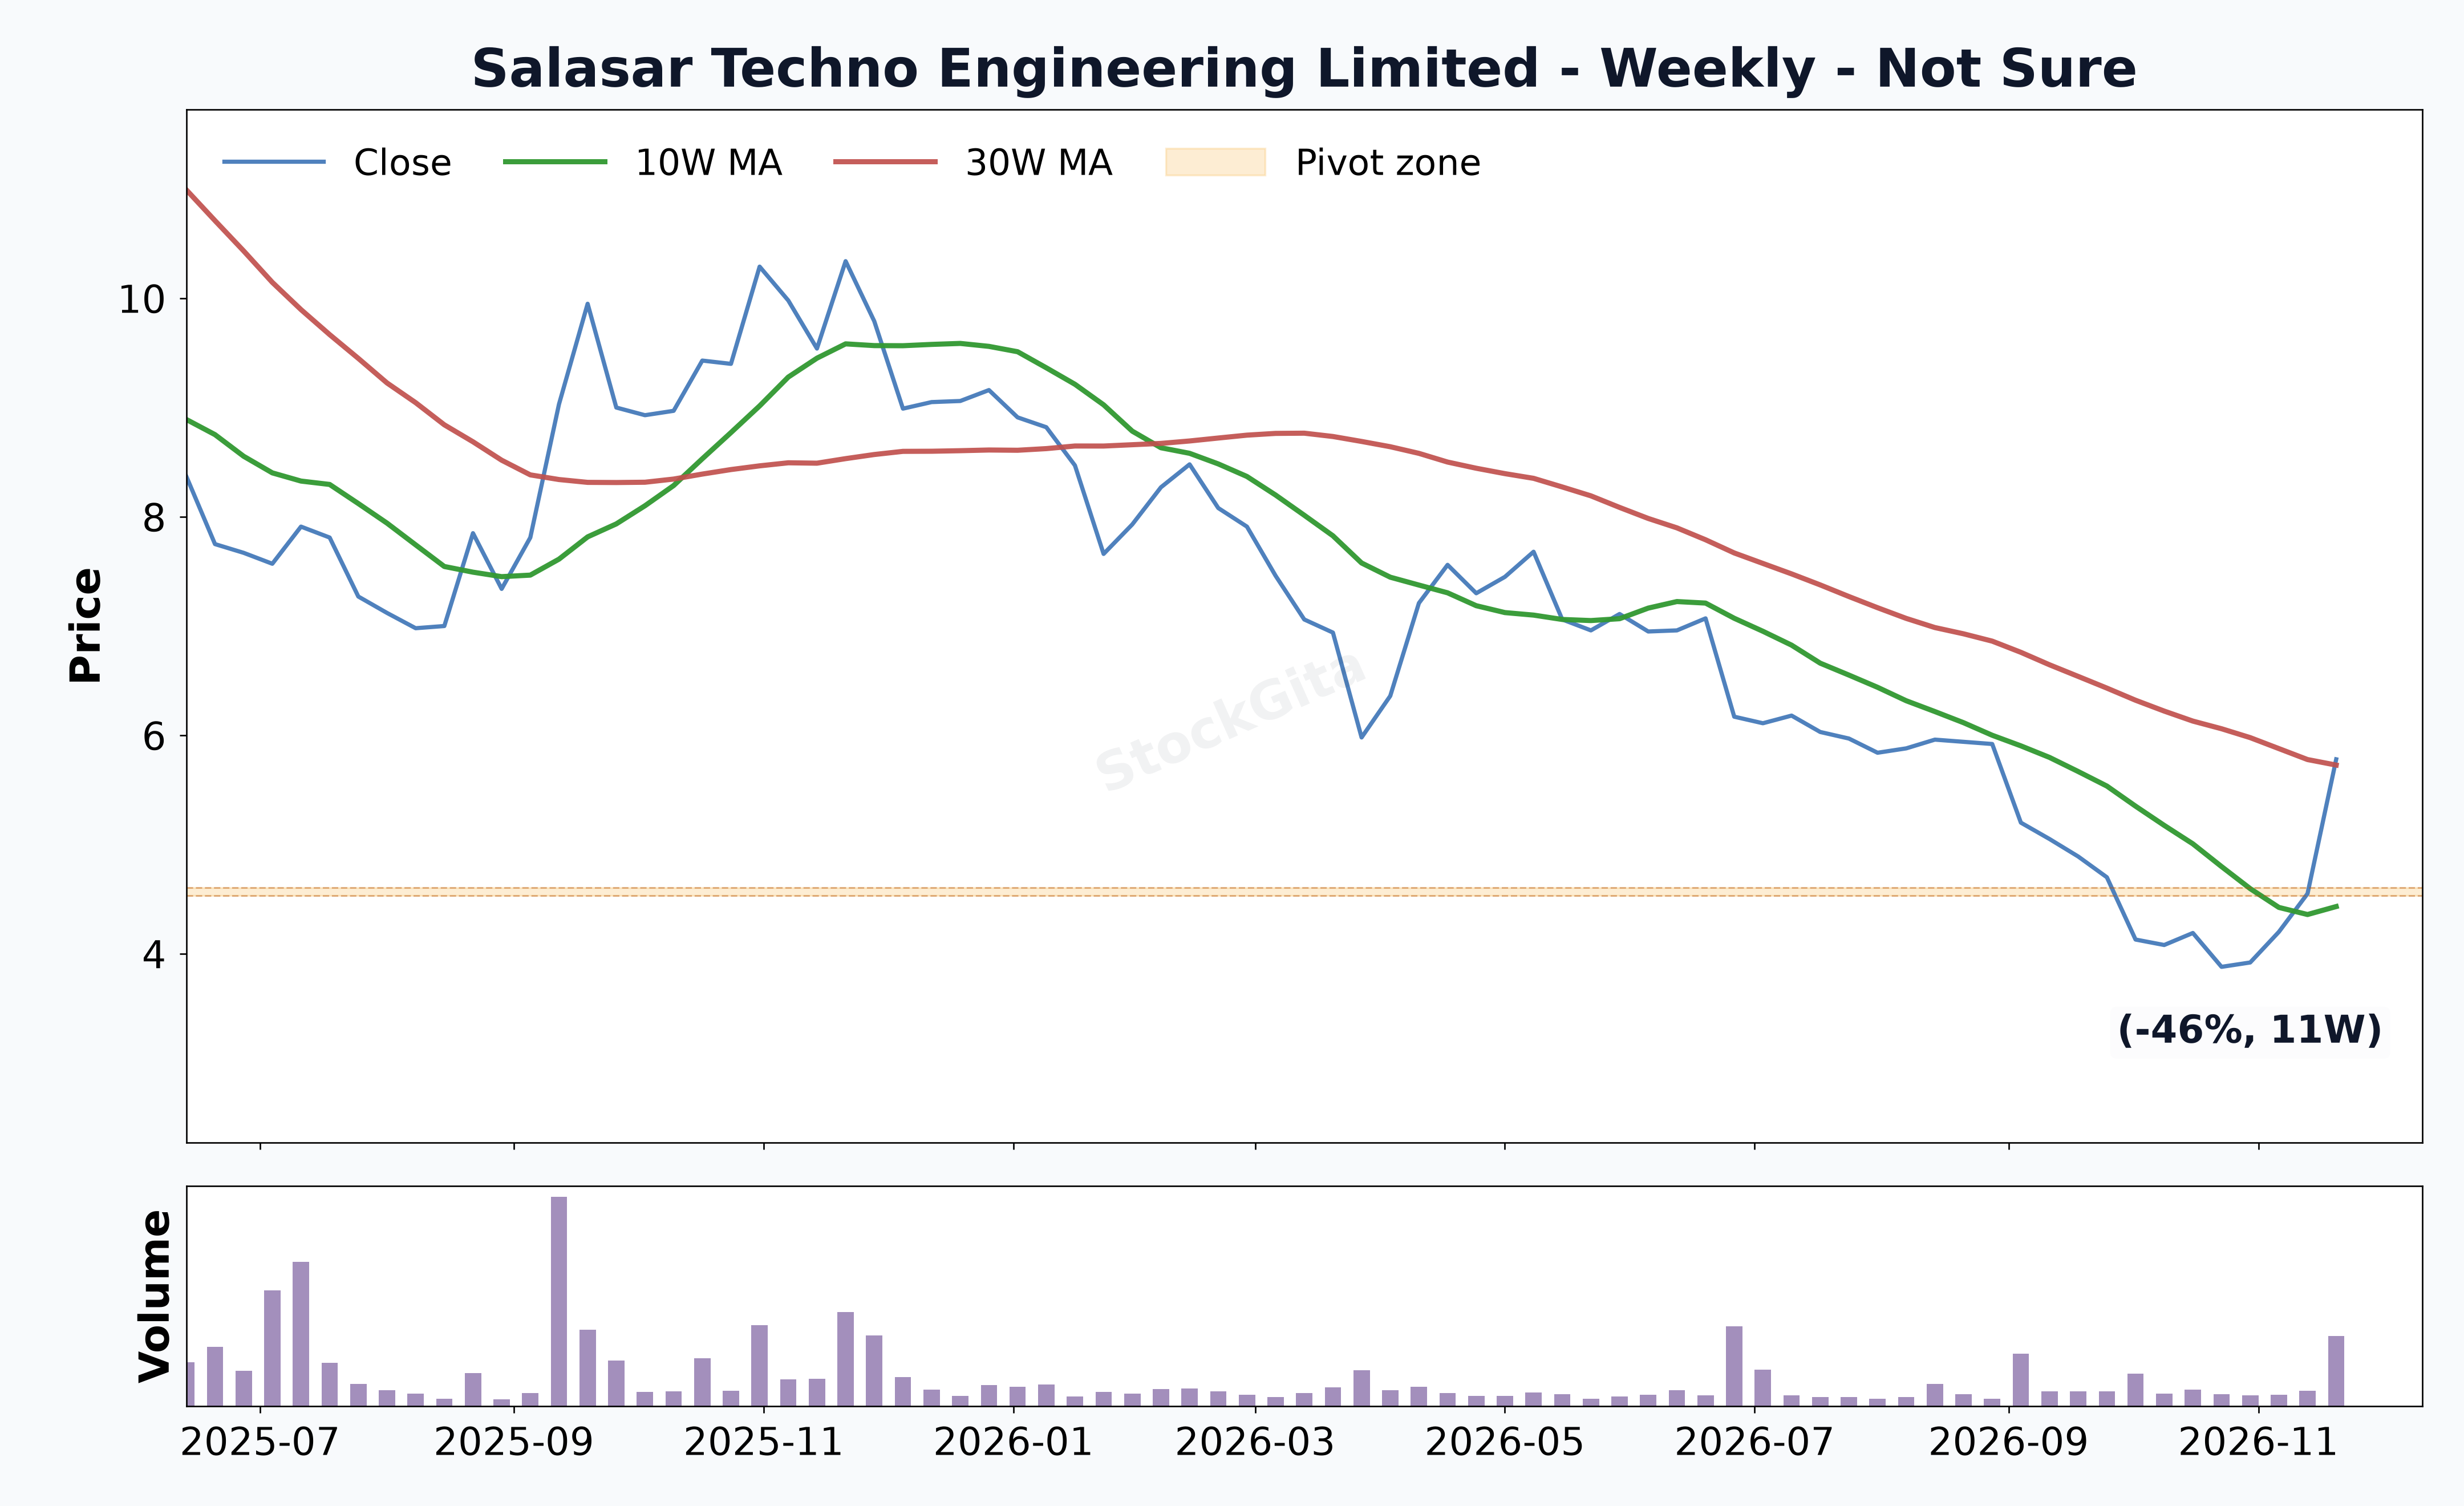 Salasar Techno Engineering Limited - Weekly - Not Sure
Close 10W MA 30W MA Pivot zone
10
8
6
4
Price
StockGita
(-46%, 11W)
Volume
2025-07 2025-09 2025-11 2026-01 2026-03 2026-05 2026-07 2026-09 2026-11